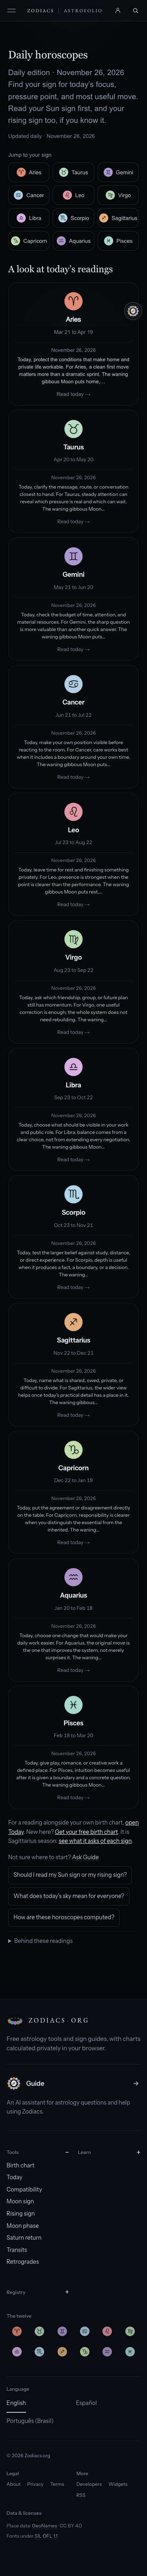 ZODIACS | ASTROFOLIO
Daily horoscopes
Daily edition · November 26, 2026
Find your sign for today's focus,
pressure point, and most useful move.
Read your Sun sign first, and your
rising sign too, if you know it.
Updated daily · November 26, 2026
Jump to your sign
Aries
Taurus
Gemini
Cancer
Leo
Virgo
Libra
Scorpio
Sagittarius
Capricorn
Aquarius
Pisces
A look at today's readings
Aries
Mar 21 to Apr 19
November 26, 2026
Today, protect the conditions that make home and
private life workable. For Aries, a clean first plan
matters more than a dramatic sprint. The waning
gibbous Moon puts home,...
Read today →
Taurus
Apr 20 to May 20
November 26, 2026
Today, clarify the message, route, or conversation
closest to hand. For Taurus, steady attention can
reveal which pressure is real and which can wait.
The waning gibbous Moon...
Read today →
Gemini
May 21 to Jun 20
November 26, 2026
Today, check the budget of time, attention, and
material resources. For Gemini, the sharp question
is more valuable than another quick answer. The
waning gibbous Moon puts...
Read today →
Cancer
Jun 21 to Jul 22
November 26, 2026
Today, make your own position visible before
reacting to the room. For Cancer, care works best
when it includes a boundary around your own time.
The waning gibbous Moon puts...
Read today →
Leo
Jul 23 to Aug 22
November 26, 2026
Today, leave time for rest and finishing something
privately. For Leo, presence carries most when the
point is clearer than the performance. The waning
gibbous Moon puts rest,...
Read today →
Virgo
Aug 23 to Sep 22
November 26, 2026
Today, ask which friendship, group, or future plan
still has momentum. For Virgo, one useful
correction is enough; the whole system does not
need rebuilding. The waning...
Read today →
Libra
Sep 23 to Oct 22
November 26, 2026
Today, choose what should be visible in your work
and public role. For Libra, balance comes from a
clear choice, not from extending every negotiation.
The waning gibbous Moon...
Read today →
Scorpio
Oct 23 to Nov 21
November 26, 2026
Today, test the larger belief against study, distance,
or direct experience. For Scorpio, depth is useful
when it produces a fact, a boundary, or a decision.
The waning...
Read today →
Sagittarius
Nov 22 to Dec 21
November 26, 2026
Today, name what is shared, owed, private, or
difficult to divide. For Sagittarius, the wider view
helps once today's practical detail has a place in it.
The waning gibbous...
Read today →
Capricorn
Dec 22 to Jan 19
November 26, 2026
Today, put the agreement or disagreement directly
on the table. For Capricorn, responsibility is clearer
when you distinguish the essential from the
inherited. The waning...
Read today →
Aquarius
Jan 20 to Feb 18
November 26, 2026
Today, choose one change that would make your
daily work easier. For Aquarius, the original move is
the one that improves the system, not merely
surprises it. The waning...
Read today →
Pisces
Feb 19 to Mar 20
November 26, 2026
Today, give play, romance, or creative work a
defined place. For Pisces, intuition becomes useful
after it is given a boundary and a concrete question.
The waning gibbous Moon...
Read today →
For a reading alongside your own birth chart, open
Today. New here? Get your free birth chart. It is
Sagittarius season: see what it asks of each sign.
Not sure where to start? Ask Guide
Should I read my Sun sign or my rising sign?
What does today's sky mean for everyone?
How are these horoscopes computed?
▶ Behind these readings
ZODIACS·ORG
Free astrology tools and sign guides, with charts
calculated privately in your browser.
Guide →
An AI assistant for astrology questions and help
using Zodiacs.
Tools −
Learn +
Birth chart
Today
Compatibility
Moon sign
Rising sign
Moon phase
Saturn return
Transits
Retrogrades
Registry +
The twelve
Language
English
Español
Português (Brasil)
© 2026 Zodiacs.org
Legal
About Privacy Terms
More
Developers Widgets
RSS
Data & licenses
Place data: GeoNames · CC BY 4.0
Fonts under SIL OFL 1.1